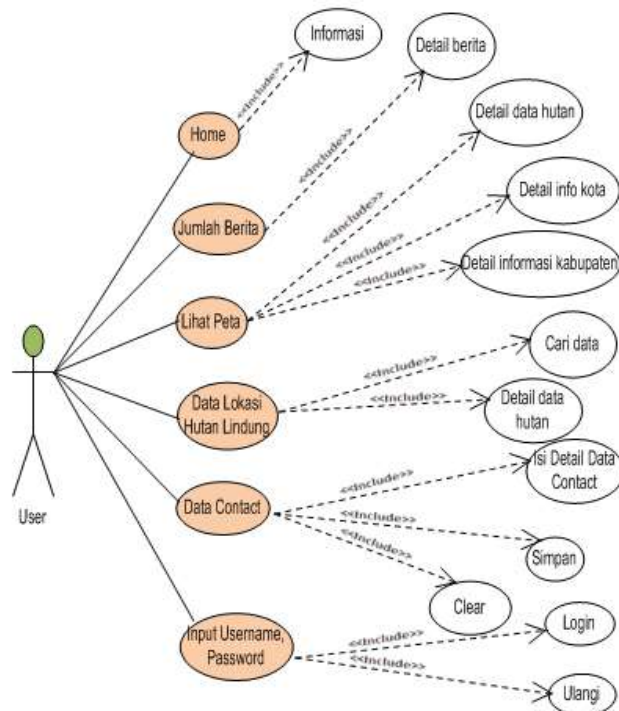 Informasi
<<Include>>
Home
Detail berita
<<Include>>
Jumlah Berita
Detail data hutan
<<Include>>
Detail info kota
<<Include>>
Detail informasi kabupaten
<<Include>>
Lihat Peta
Cari data
<<Include>>
Data Lokasi
Hutan Lindung
<<Include>>
Detail data
hutan
Isi Detail Data
Contact
<<Include>>
Data Contact
<<Include>>
Simpan
<<Include>>
Clear
User
Input Username,
Password
<<Include>>
Login
<<Include>>
Ulangi